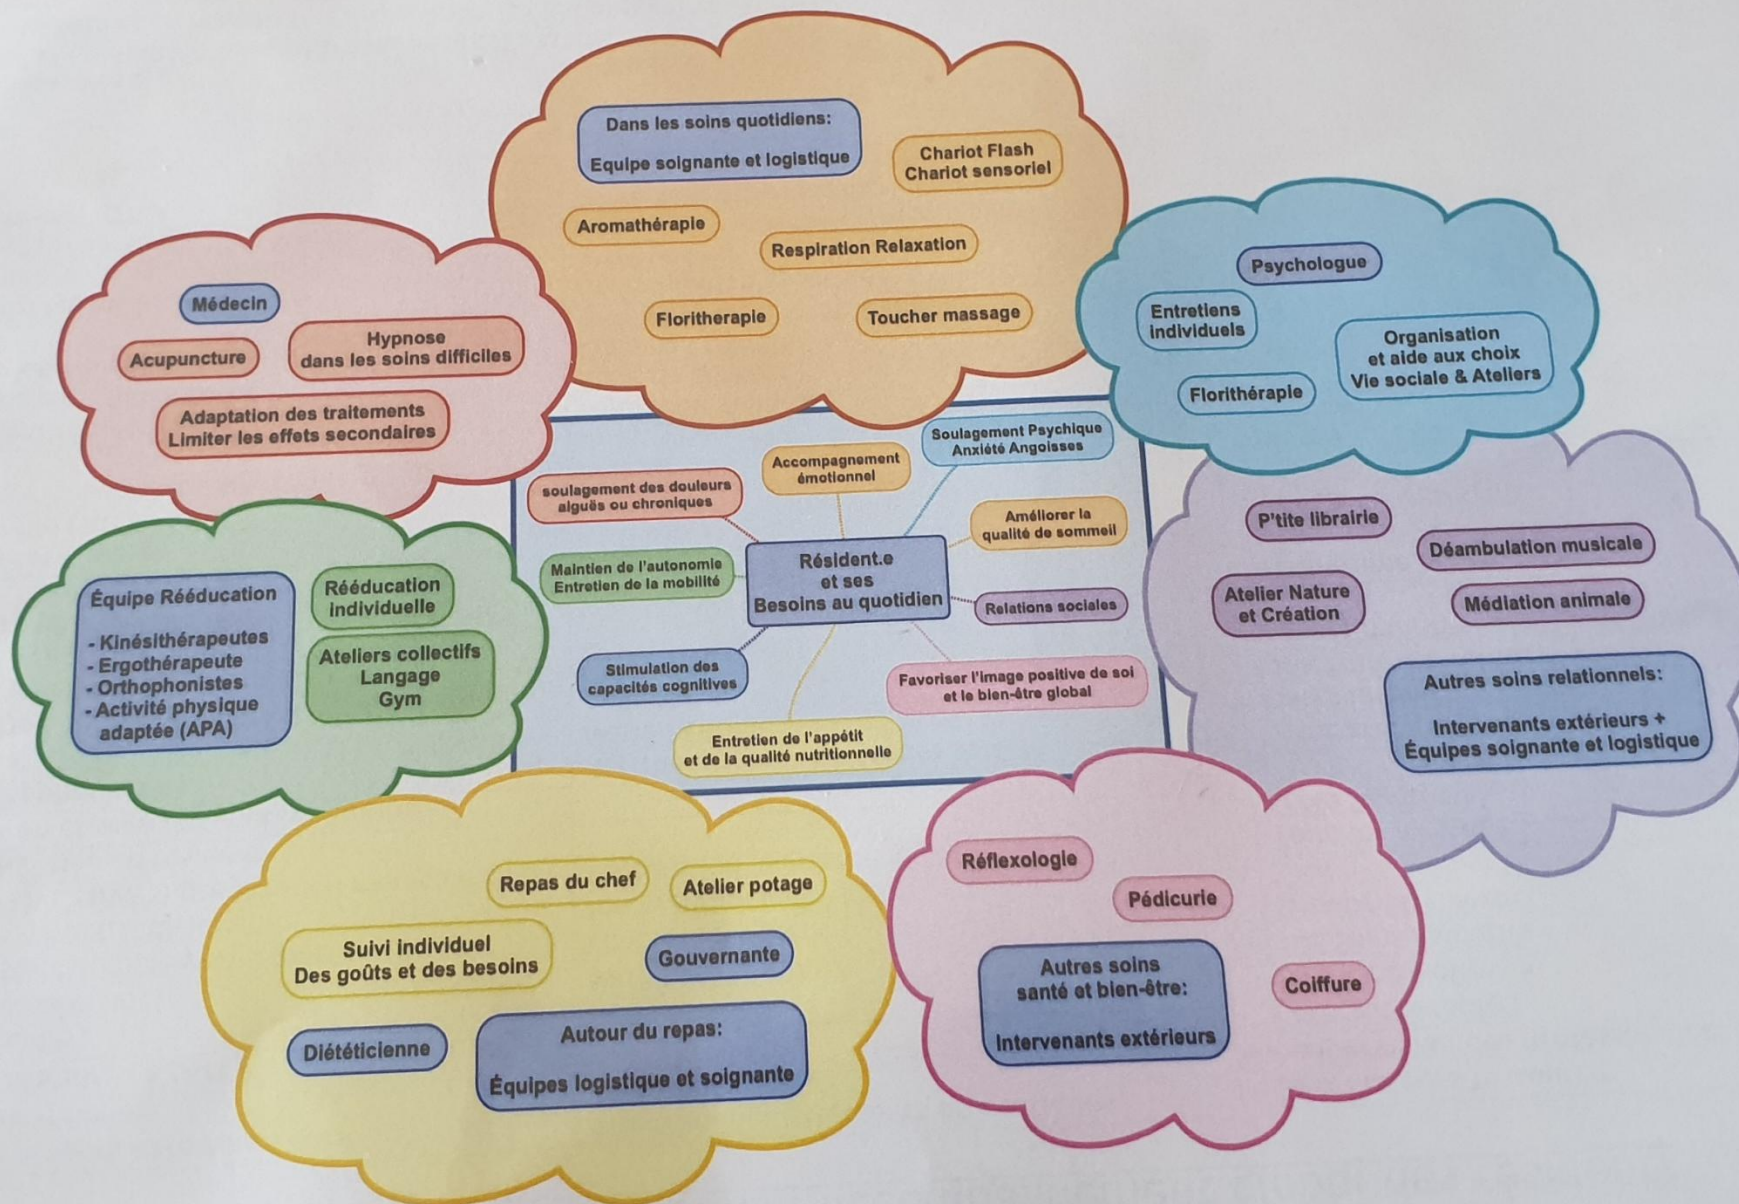 Dans les soins quotidiens:
Equipe soignante et logistique
Chariot Flash
Chariot sensoriel
Aromathérapie
Respiration Relaxation
Floritherapie
Toucher massage
Médecin
Acupuncture
Hypnose
dans les soins difficiles
Adaptation des traitements
Limiter les effets secondaires
Psychologue
Entretiens
individuels
Organisation
et aide aux choix
Vie sociale & Ateliers
Florithérapie
soulagement des douleurs
aiguës ou chroniques
Accompagnement
émotionnel
Soulagement Psychique
Anxiété Angoisses
Améliorer la
qualité de sommeil
Maintien de l'autonomie
Entretien de la mobilité
Résident.e
et ses
Besoins au quotidien
Relations sociales
Stimulation des
capacités cognitives
Favoriser l'image positive de soi
et le bien-être global
Entretien de l'appétit
et de la qualité nutritionnelle
Équipe Rééducation
- Kinésithérapeutes
- Ergothérapeute
- Orthophonistes
- Activité physique
adaptée (APA)
Rééducation
individuelle
Ateliers collectifs
Langage
Gym
P'tite librairie
Déambulation musicale
Atelier Nature
et Création
Médiation animale
Autres soins relationnels:
Intervenants extérieurs +
Équipes soignante et logistique
Repas du chef
Atelier potage
Suivi individuel
Des goûts et des besoins
Gouvernante
Diététicienne
Autour du repas:
Équipes logistique et soignante
Réflexologie
Pédicurie
Autres soins
santé et bien-être:
Intervenants extérieurs
Coiffure